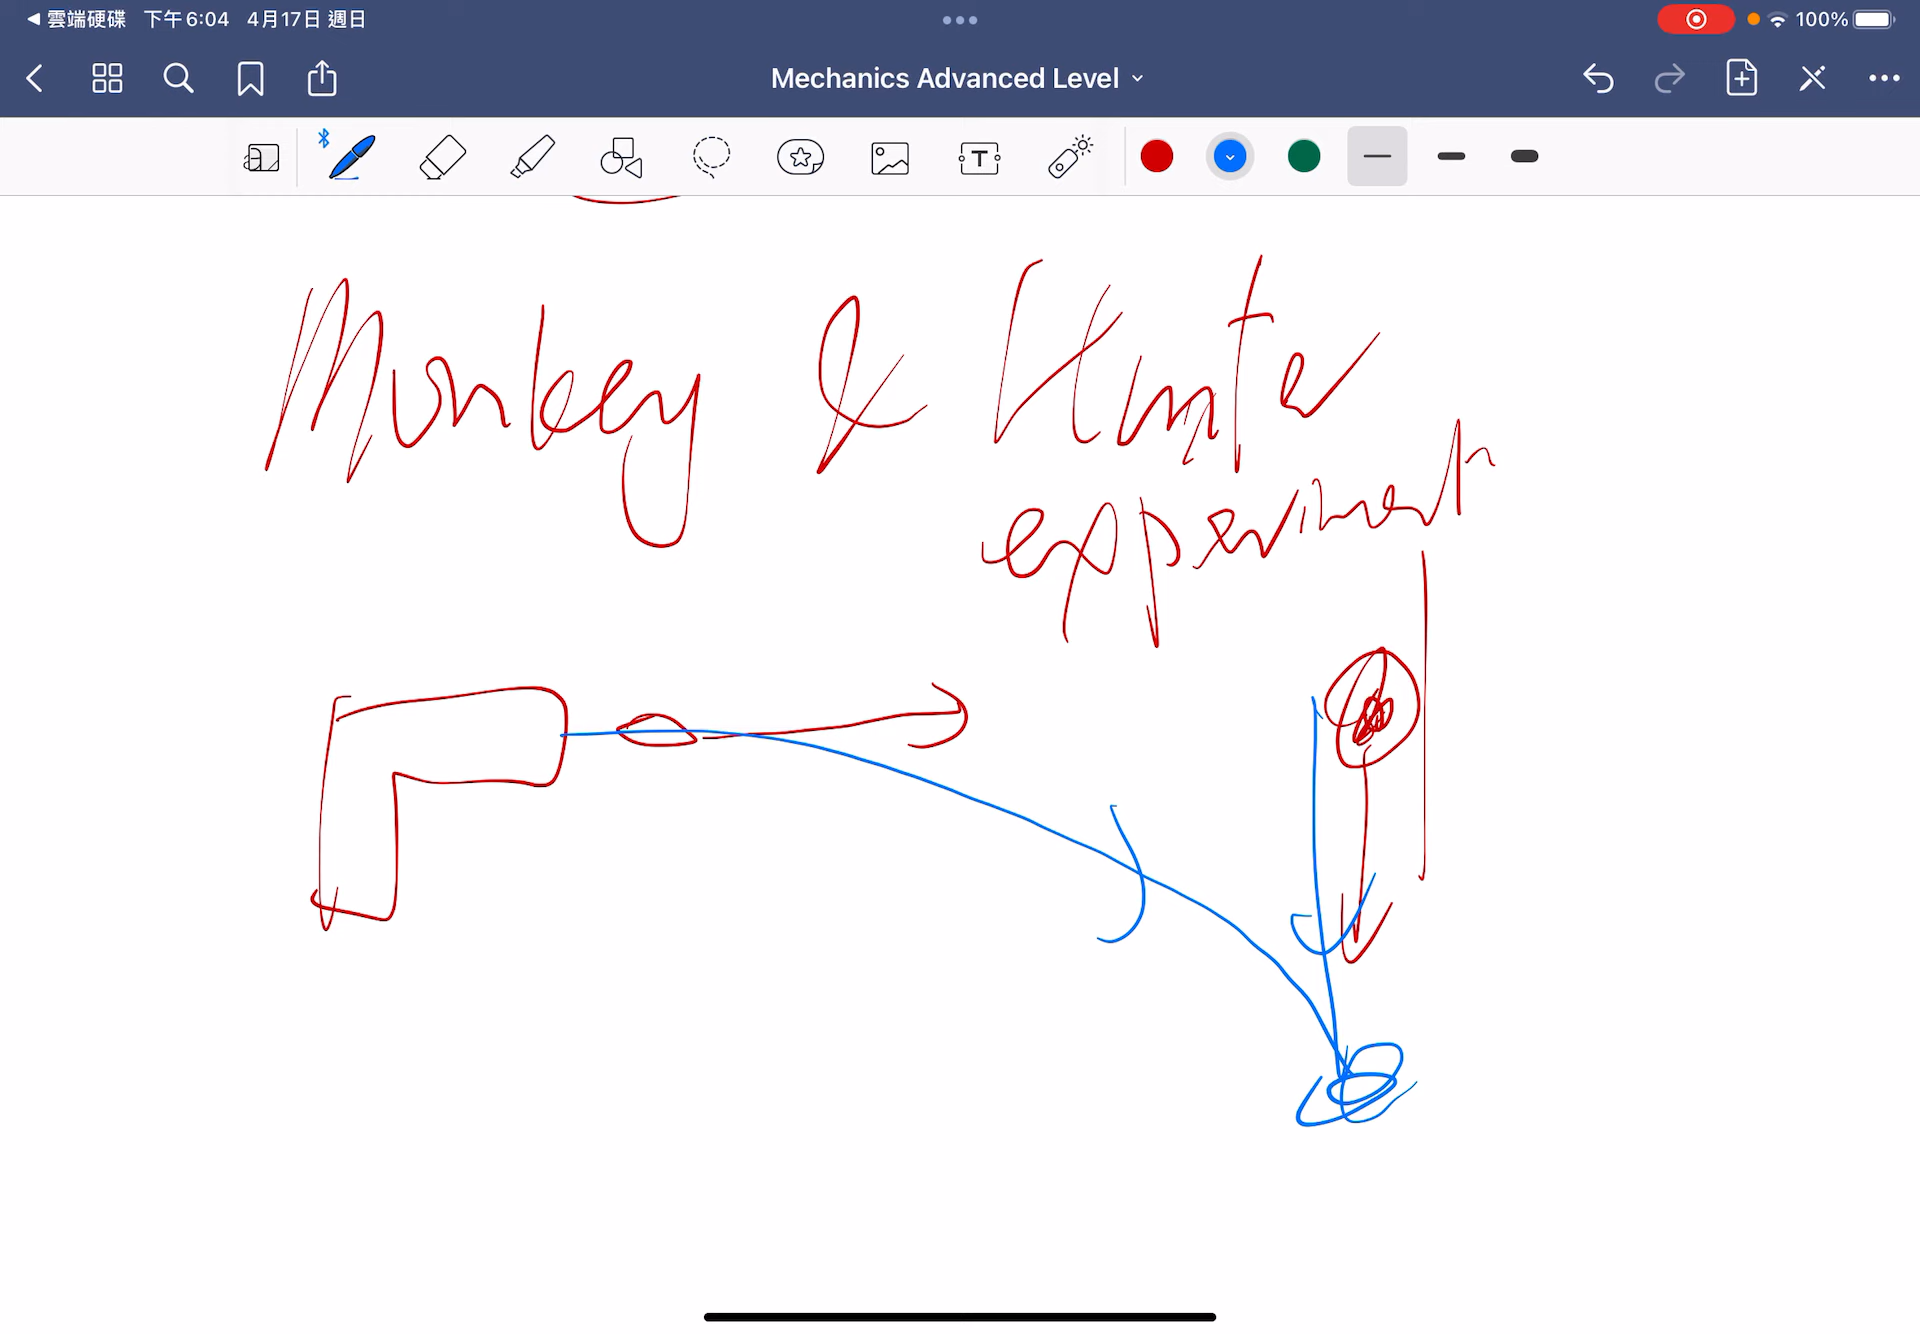 雲端硬碟 下午6:04 4月17日 週日 100%
Mechanics Advanced Level
T
Monkey & Hunter
experiment